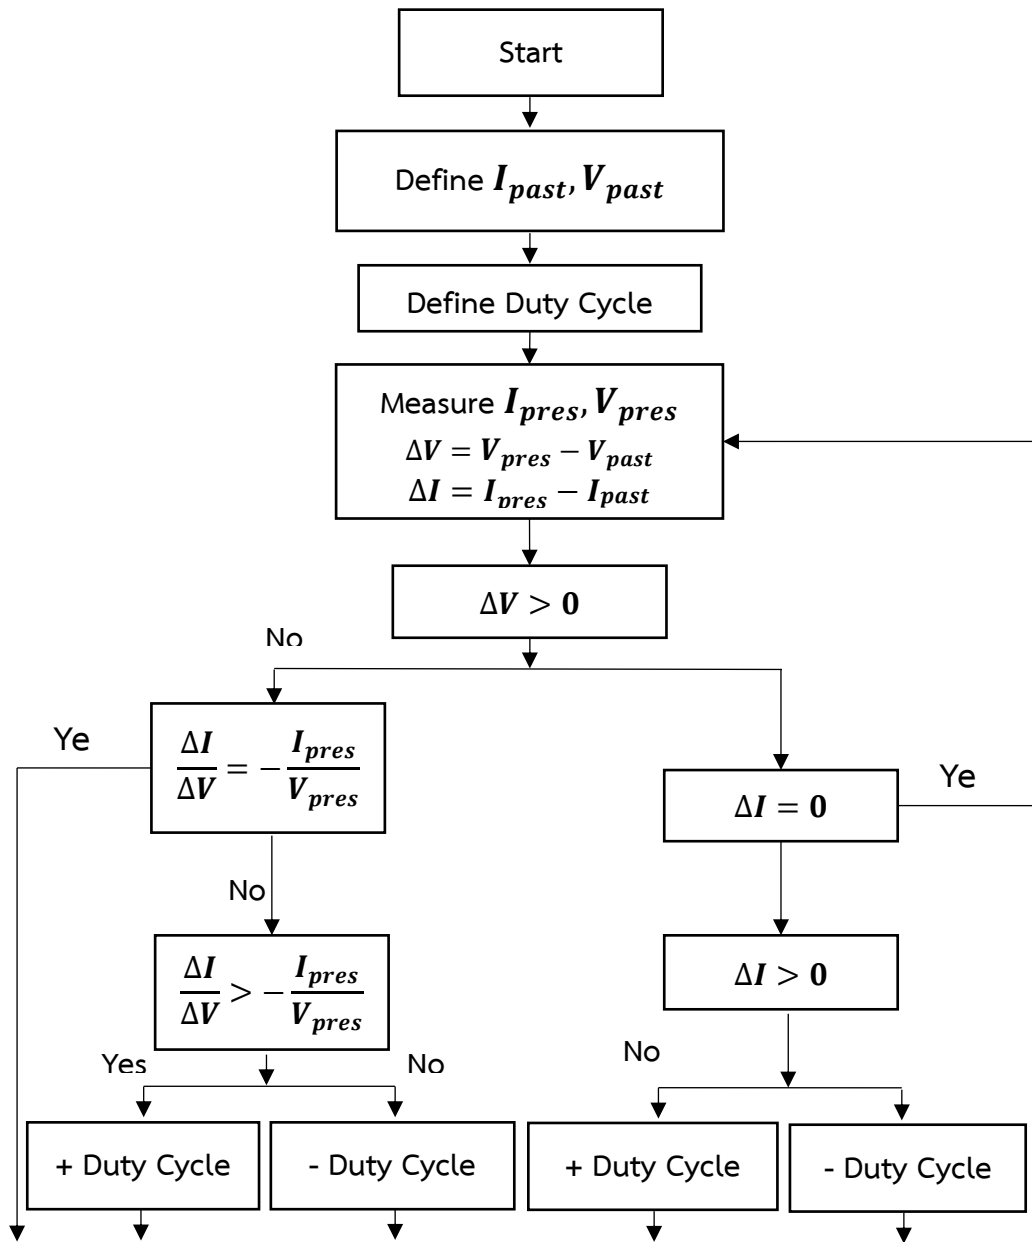 Start
Define I_past, V_past
Define Duty Cycle
Measure I_pres, V_pres
ΔV = V_pres − V_past
ΔI = I_pres − I_past
ΔV > 0
No
Ye
ΔI/ΔV = − I_pres/V_pres
ΔI = 0
Ye
No
ΔI/ΔV > − I_pres/V_pres
ΔI > 0
Yes
No
No
+ Duty Cycle
- Duty Cycle
+ Duty Cycle
- Duty Cycle